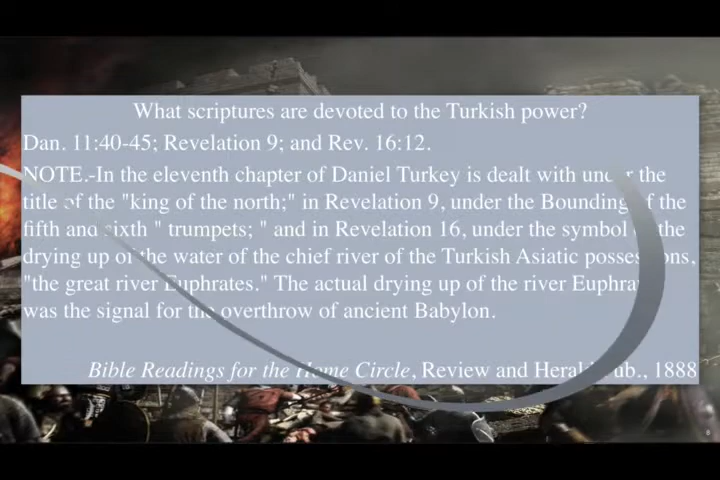 What scriptures are devoted to the Turkish power?
Dan. 11:40-45; Revelation 9; and Rev. 16:12.
NOTE.-In the eleventh chapter of Daniel Turkey is dealt with under the
title of the "king of the north;" in Revelation 9, under the Bounding of the
fifth and sixth " trumpets; " and in Revelation 16, under the symbol the
drying up of the water of the chief river of the Turkish Asiatic possessions,
"the great river Euphrates." The actual drying up of the river
was the signal for the overthrow of ancient Babylon.
Bible Readings for the Home Circle, Review and Herald Pub., 1888